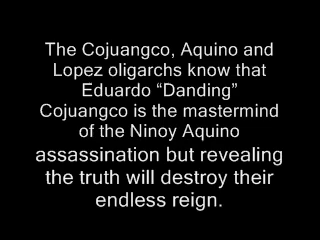 The Cojuangco, Aquino and
Lopez oligarchs know that
Eduardo “Danding”
Cojuangco is the mastermind
of the Ninoy Aquino
assassination but revealing
the truth will destroy their
endless reign.